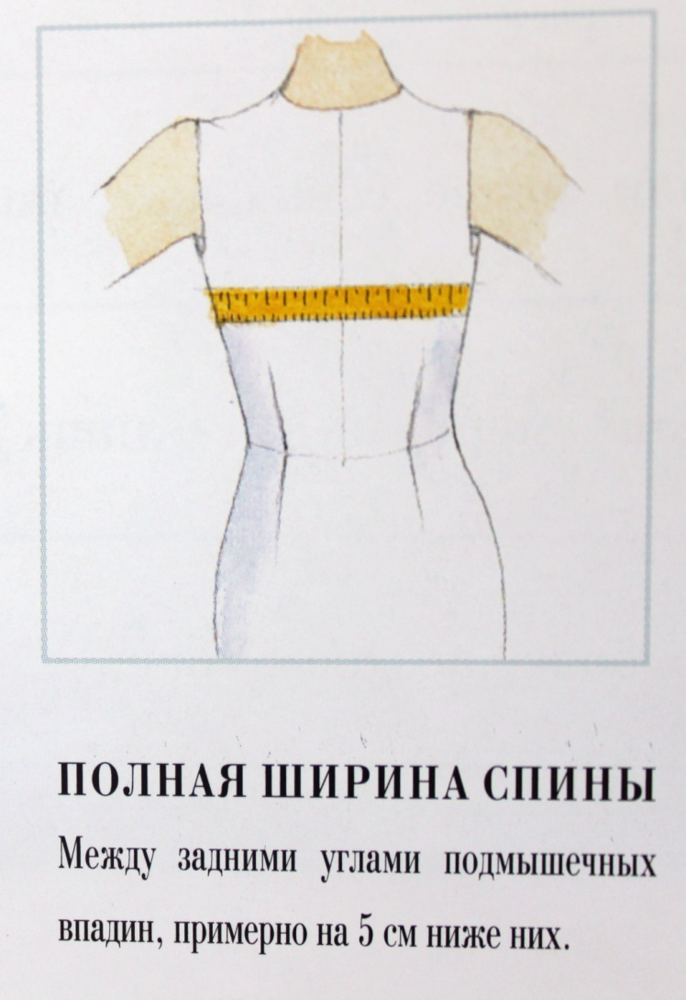 ПОЛНАЯ ШИРИНА СПИНЫ
Между задними углами подмышечных
впадин, примерно на 5 см ниже них.